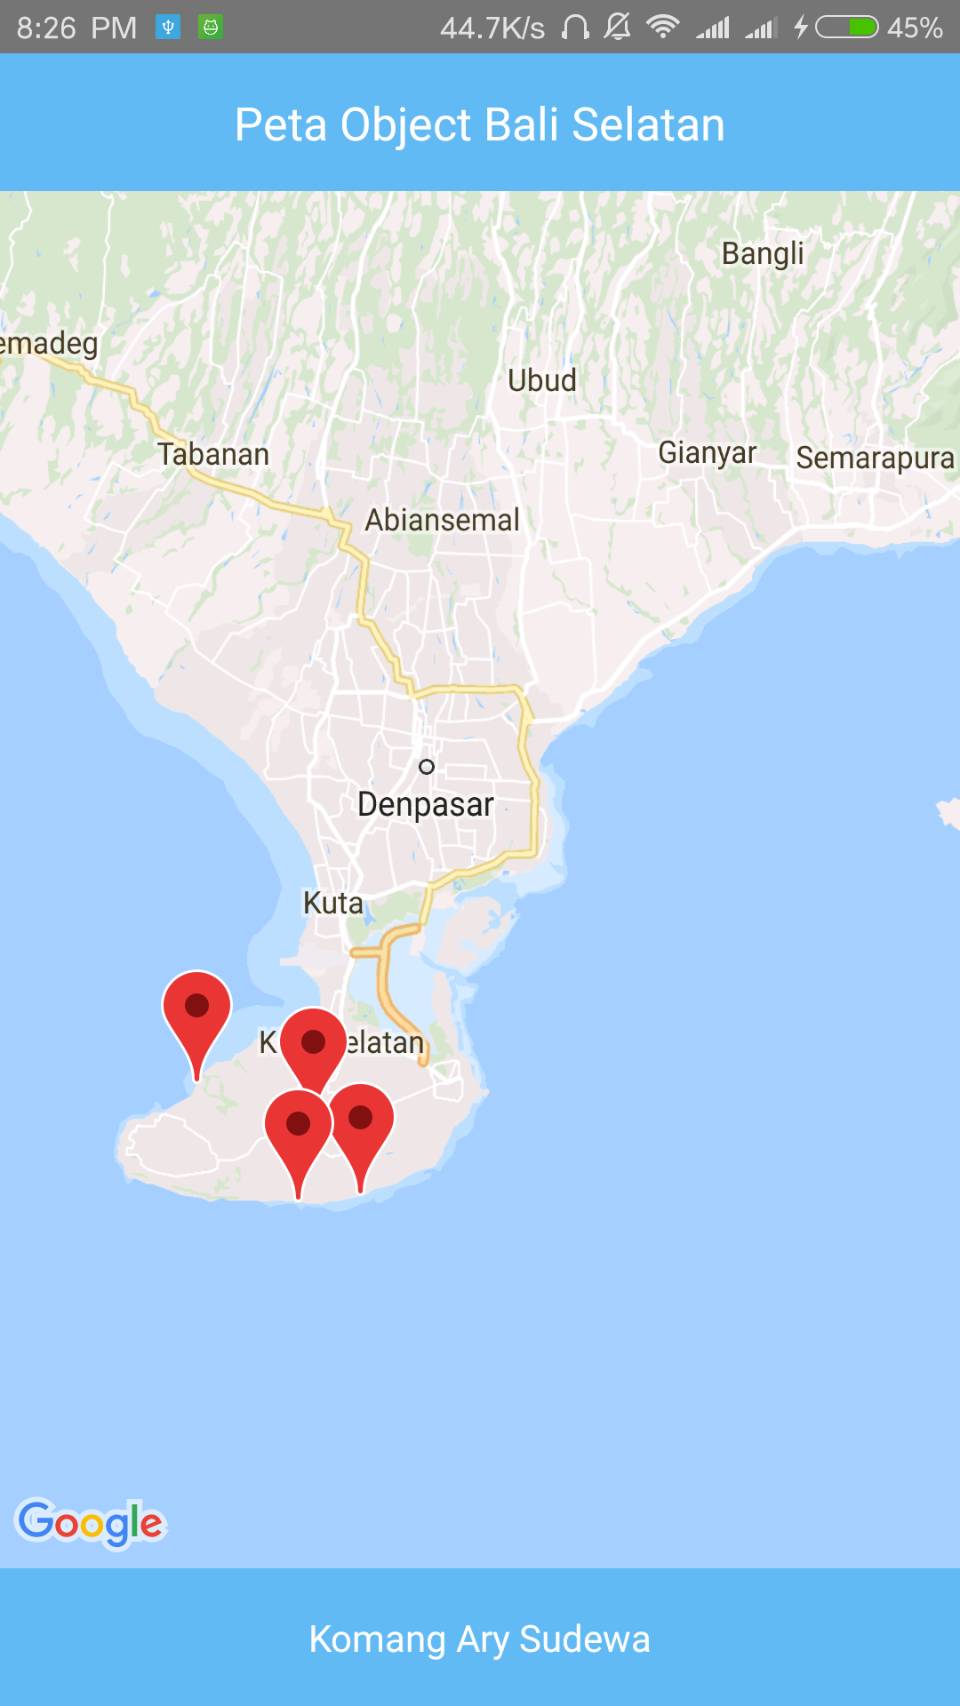 8:26 PM 44.7K/s 45%
Peta Object Bali Selatan
Bangli
emadeg
Ubud
Tabanan
Gianyar
Semarapura
Abiansemal
Denpasar
Kuta
K elatan
Google
Komang Ary Sudewa